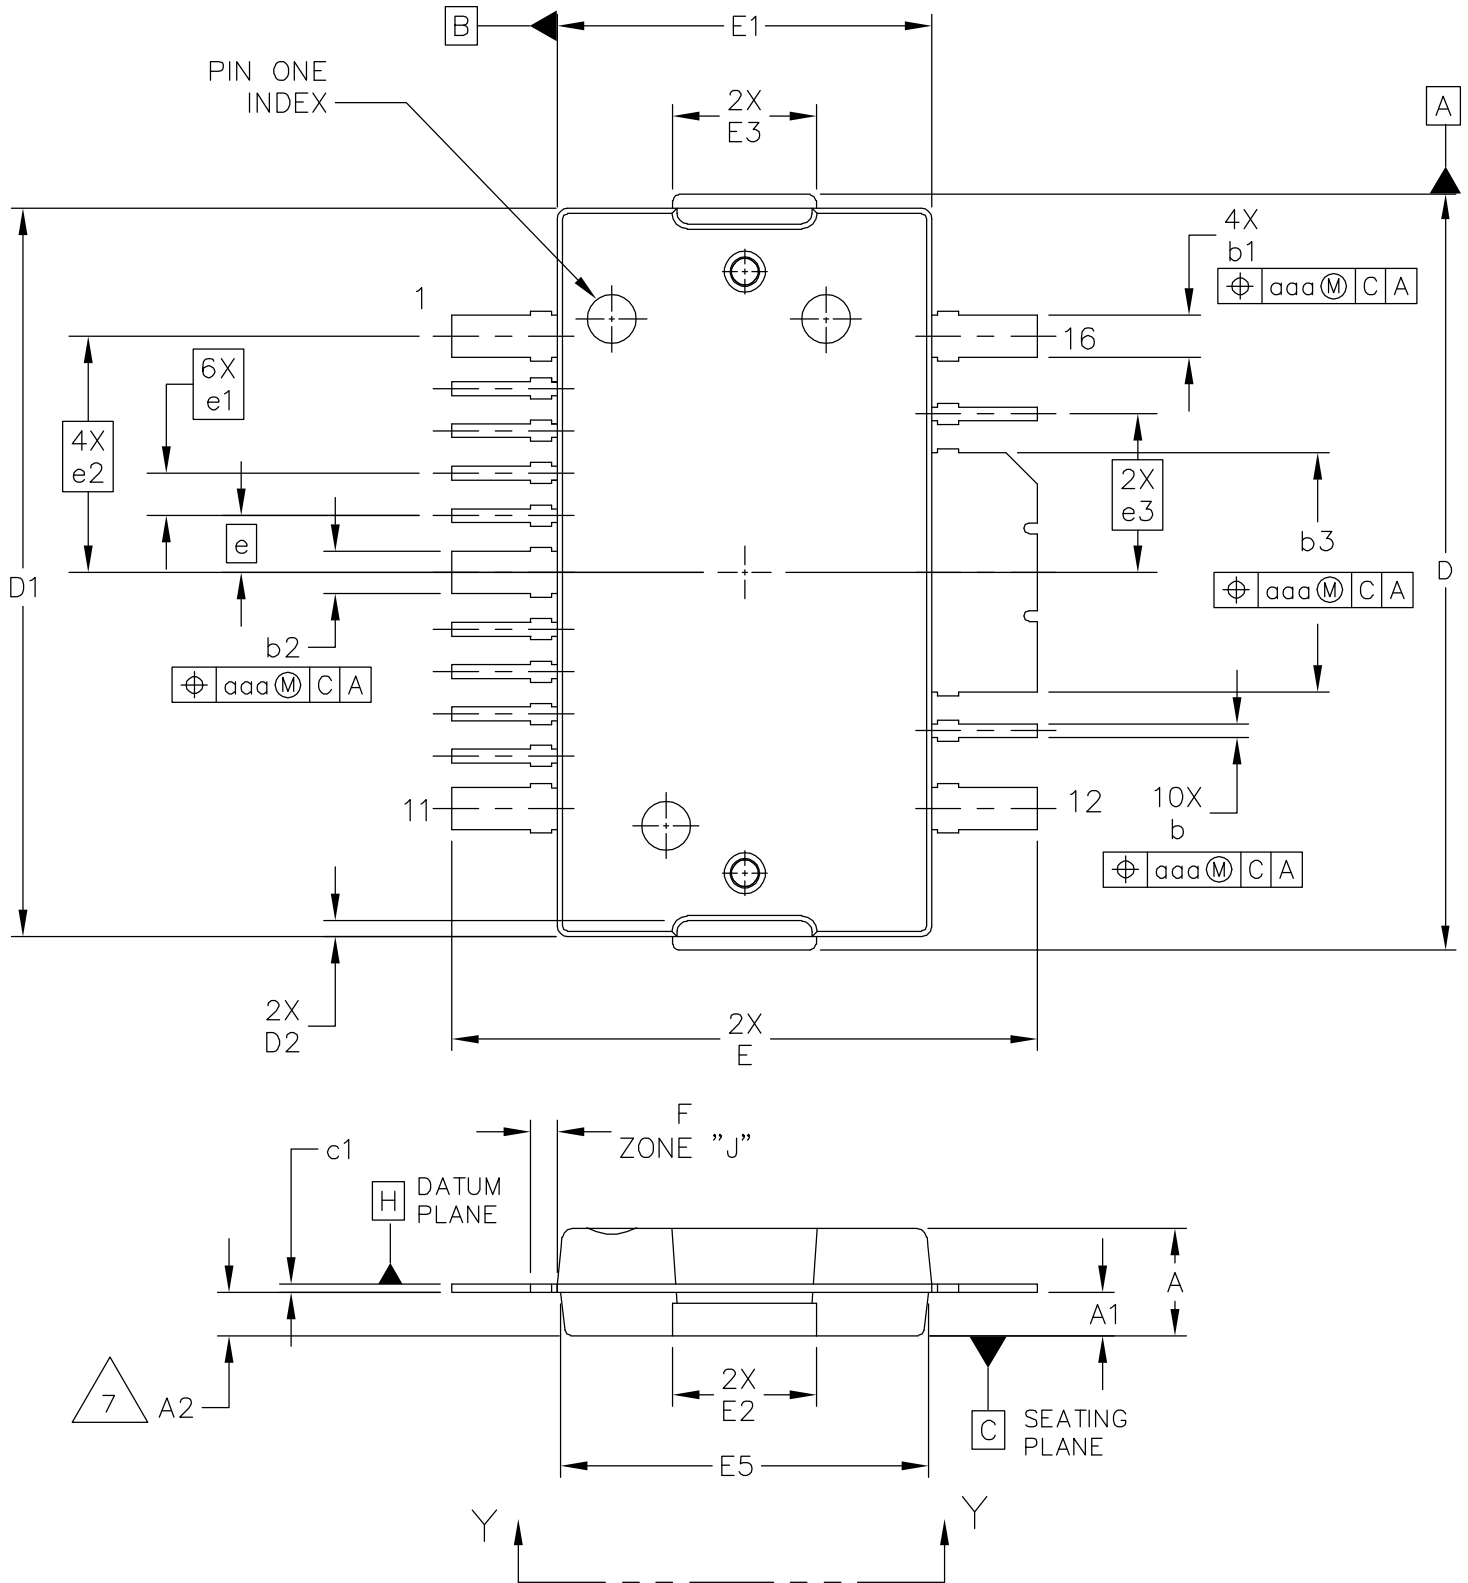 B
E1
PIN ONE
INDEX
2X
E3
A
4X
b1
⌖ aaa Ⓜ C A
1
16
6X
e1
4X
e2
2X
e3
e
b3
D1
D
⌖ aaa Ⓜ C A
b2
⌖ aaa Ⓜ C A
11
12
10X
b
⌖ aaa Ⓜ C A
2X
D2
2X
E
F
ZONE "J"
c1
H
DATUM
PLANE
A
A1
7
A2
2X
E2
C
SEATING
PLANE
E5
Y
Y